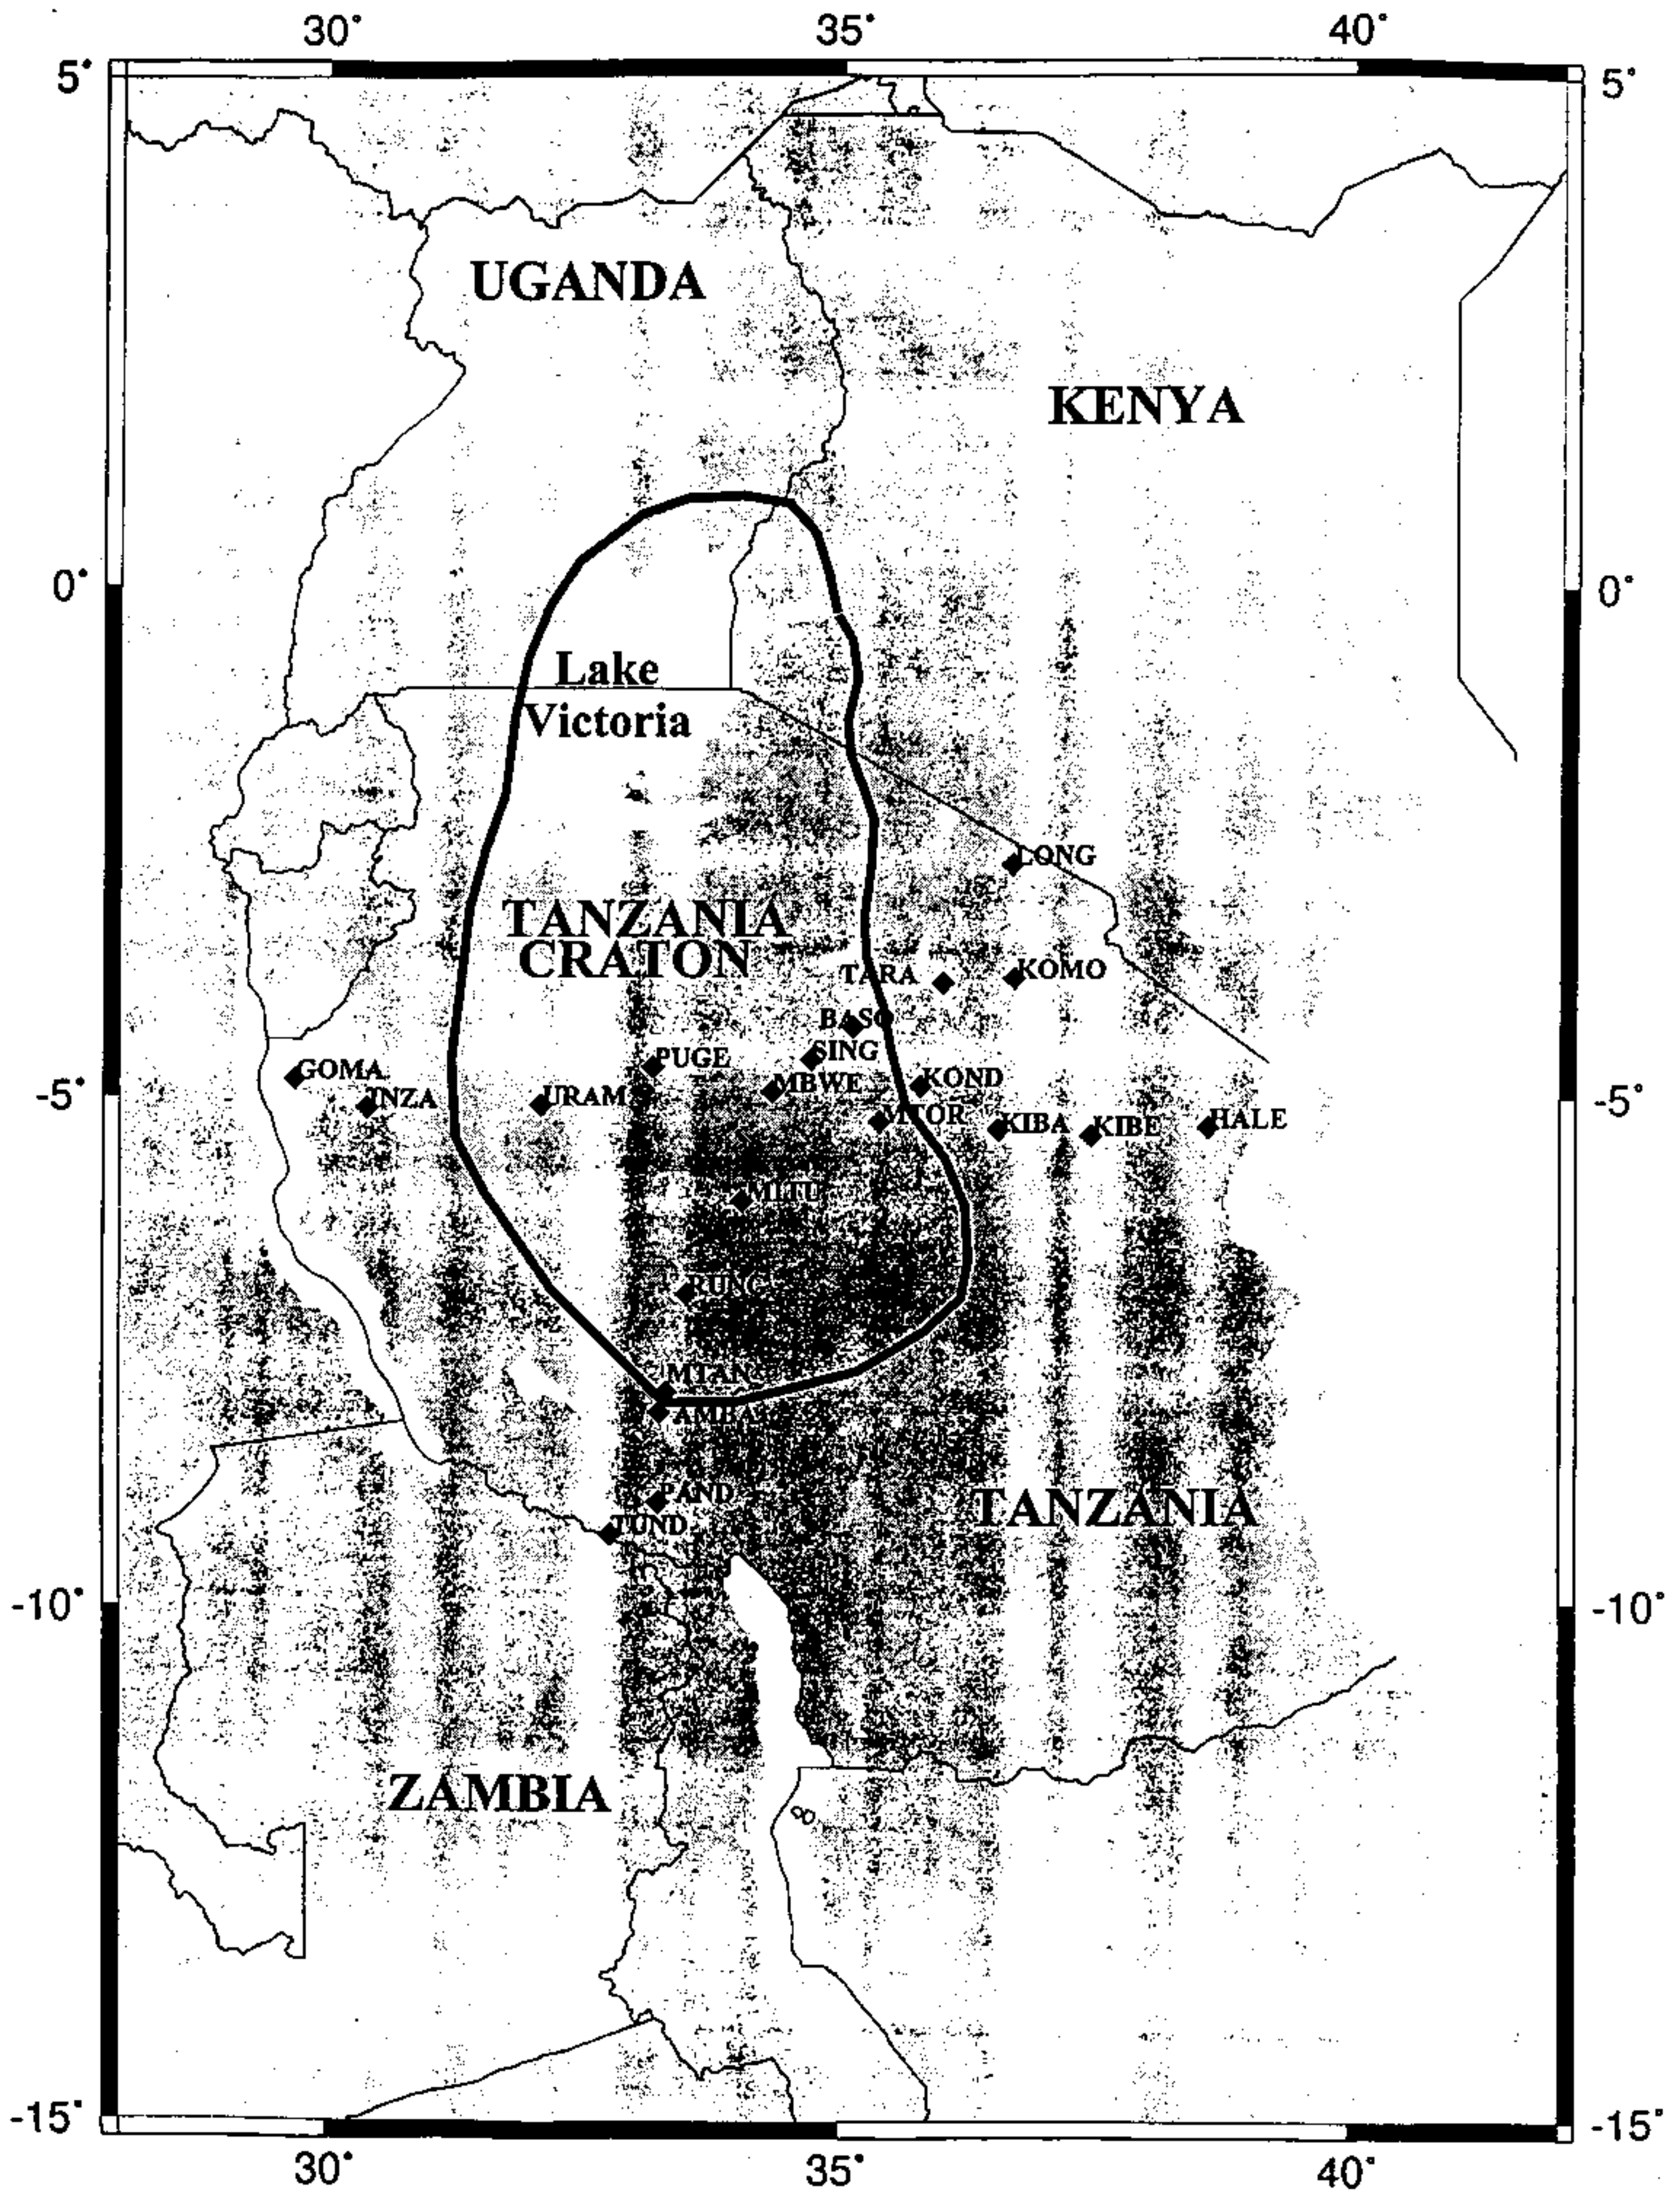 30° 35° 40°
5° 5°
UGANDA
KENYA
0° 0°
Lake
Victoria
LONG
TANZANIA
CRATON
TARA KOMO
BASO
SING
PUGE
GOMA
MBWE KOND
INZA URAM
MTOR KIBA KIBE HALE
-5° -5°
MITU
RUNG
MTAN
AMBA
PAND
TUND
TANZANIA
-10° -10°
ZAMBIA
-15° -15°
30° 35° 40°